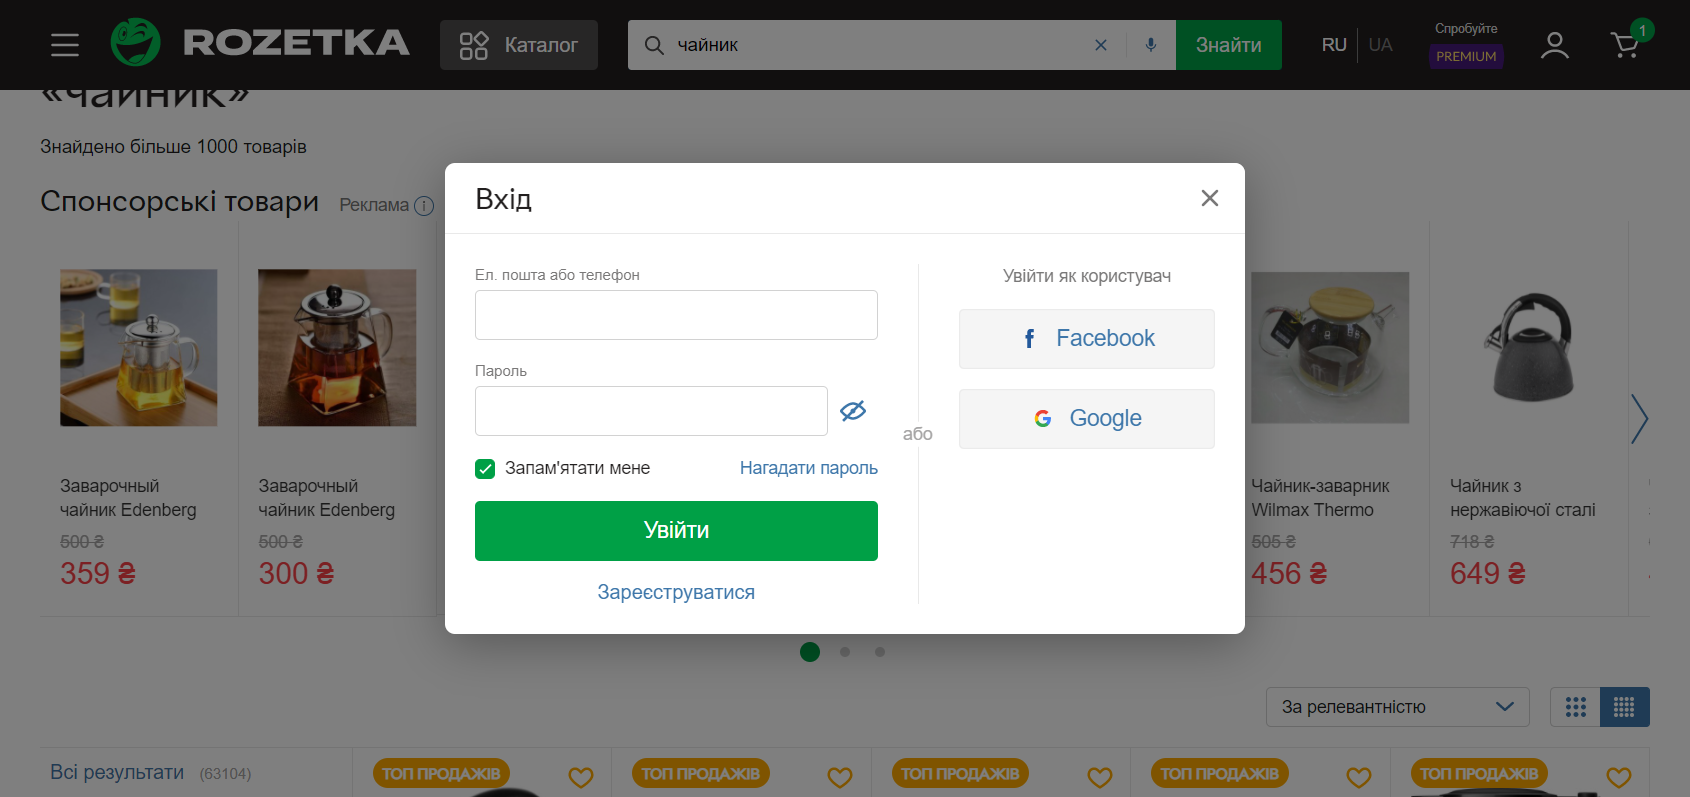 ROZETKA
Каталог
чайник
Знайти
RU
UA
Спробуйте
PREMIUM
1
«чайник»
Знайдено більше 1000 товарів
Спонсорські товари
Реклама
Вхід
Ел. пошта або телефон
Пароль
Запам'ятати мене
Нагадати пароль
Увійти
Зареєструватися
або
Увійти як користувач
Facebook
Google
Заварочный
чайник Edenberg
500 ₴
359 ₴
Заварочный
чайник Edenberg
500 ₴
300 ₴
Чайник-заварник
Wilmax Thermo
505 ₴
456 ₴
Чайник з
нержавіючої сталі
718 ₴
649 ₴
За релевантністю
Всі результати (63104)
ТОП ПРОДАЖІВ
ТОП ПРОДАЖІВ
ТОП ПРОДАЖІВ
ТОП ПРОДАЖІВ
ТОП ПРОДАЖІВ